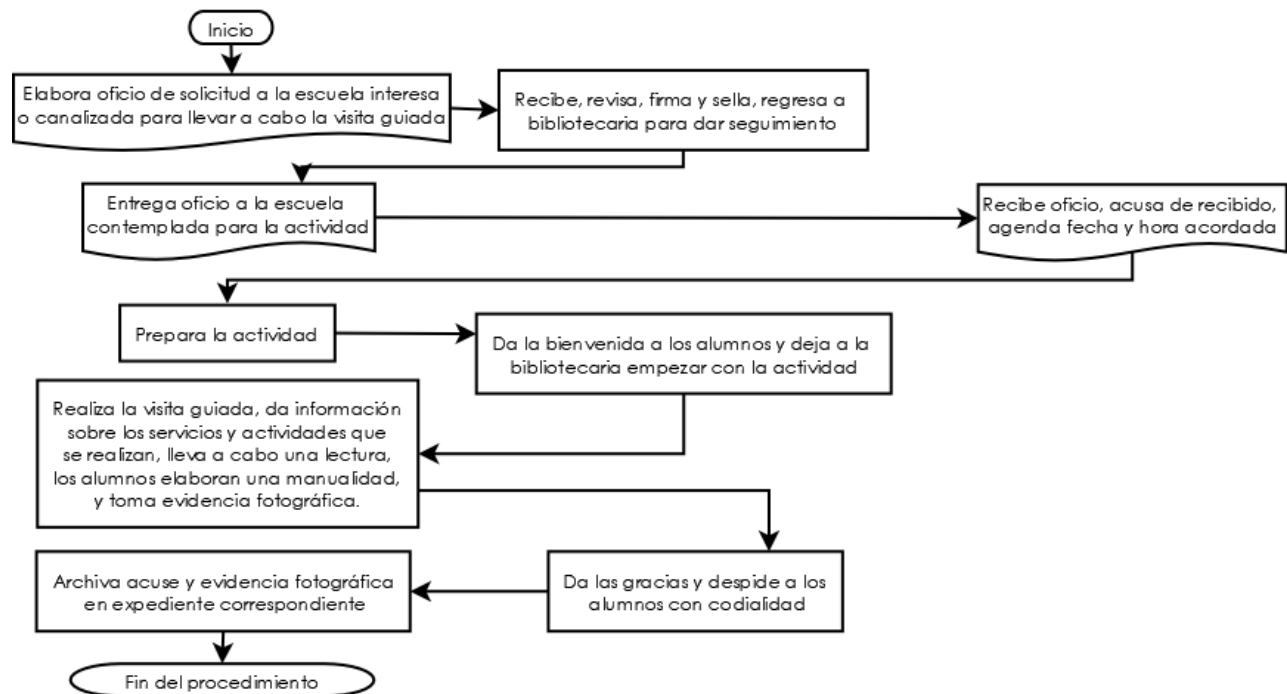 Inicio
Elabora oficio de solicitud a la escuela interesa
o canalizada para llevar a cabo la visita guiada
Recibe, revisa, firma y sella, regresa a
bibliotecaria para dar seguimiento
Entrega oficio a la escuela
contemplada para la actividad
Recibe oficio, acusa de recibido,
agenda fecha y hora acordada
Prepara la actividad
Da la bienvenida a los alumnos y deja a la
bibliotecaria empezar con la actividad
Realiza la visita guiada, da información
sobre los servicios y actividades que
se realizan, lleva a cabo una lectura,
los alumnos elaboran una manualidad,
y toma evidencia fotográfica.
Da las gracias y despide a los
alumnos con codialidad
Archiva acuse y evidencia fotográfica
en expediente correspondiente
Fin del procedimiento